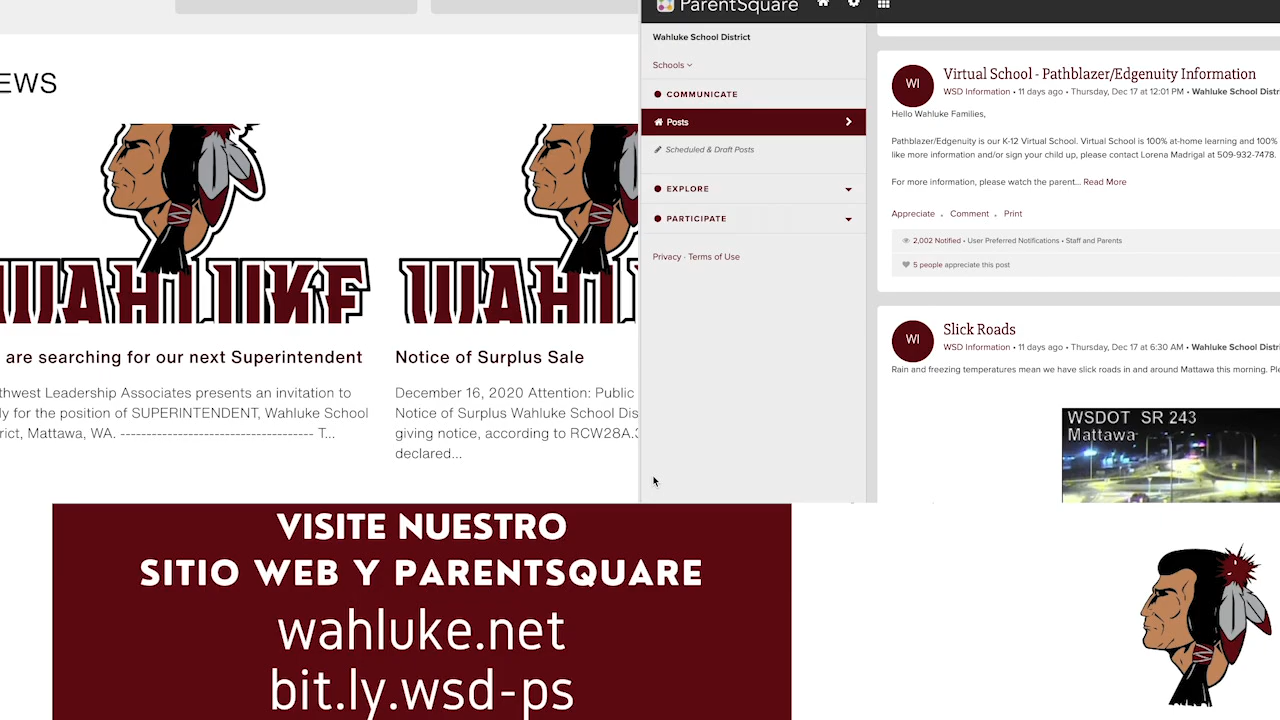 EWS
WAHLUKE
WAHL
are searching for our next Superintendent
thwest Leadership Associates presents an invitation to
ly for the position of SUPERINTENDENT, Wahluke School
rict, Mattawa, WA. ------------------------------------- T...
Notice of Surplus Sale
December 16, 2020 Attention: Public
Notice of Surplus Wahluke School Dis
giving notice, according to RCW28A.3
declared...
ParentSquare
Wahluke School District
Schools
COMMUNICATE
Posts
Scheduled & Draft Posts
EXPLORE
PARTICIPATE
Privacy · Terms of Use
WI
Virtual School - Pathblazer/Edgenuity Information
WSD Information • 11 days ago • Thursday, Dec 17 at 12:01 PM • Wahluke School Distri
Hello Wahluke Families,
Pathblazer/Edgenuity is our K-12 Virtual School. Virtual School is 100% at-home learning and 100%
like more information and/or sign your child up, please contact Lorena Madrigal at 509-932-7478.
For more information, please watch the parent... Read More
Appreciate • Comment • Print
2,002 Notified • User Preferred Notifications • Staff and Parents
5 people appreciate this post
WI
Slick Roads
WSD Information • 11 days ago • Thursday, Dec 17 at 6:30 AM • Wahluke School Distri
Rain and freezing temperatures mean we have slick roads in and around Mattawa this morning. Ple
WSDOT SR 243
Mattawa
VISITE NUESTRO
SITIO WEB Y PARENTSQUARE
wahluke.net
bit.ly.wsd-ps